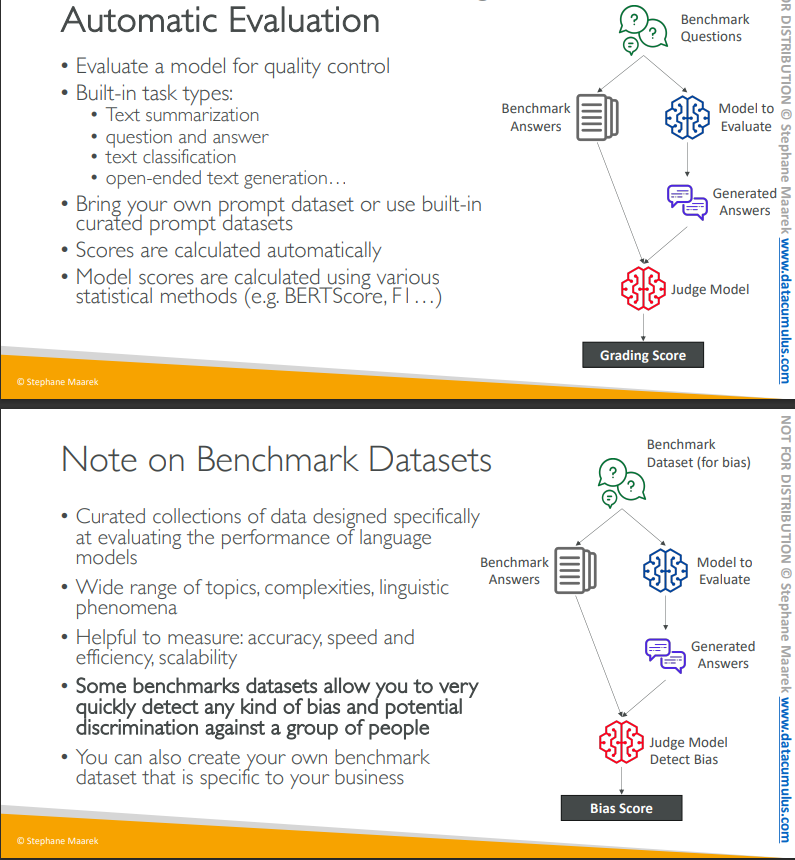 Automatic Evaluation
• Evaluate a model for quality control
• Built-in task types:
• Text summarization
• question and answer
• text classification
• open-ended text generation…
• Bring your own prompt dataset or use built-in
curated prompt datasets
• Scores are calculated automatically
• Model scores are calculated using various
statistical methods (e.g. BERTScore, F1…)
Benchmark
Questions
Benchmark
Answers
Model to
Evaluate
Generated
Answers
Judge Model
Grading Score
© Stephane Maarek
OR DISTRIBUTION © Stephane Maarek www.datacumulus.com
Note on Benchmark Datasets
• Curated collections of data designed specifically
at evaluating the performance of language
models
• Wide range of topics, complexities, linguistic
phenomena
• Helpful to measure: accuracy, speed and
efficiency, scalability
• Some benchmarks datasets allow you to very
quickly detect any kind of bias and potential
discrimination against a group of people
• You can also create your own benchmark
dataset that is specific to your business
Benchmark
Dataset (for bias)
Benchmark
Answers
Model to
Evaluate
Generated
Answers
Judge Model
Detect Bias
Bias Score
© Stephane Maarek
NOT FOR DISTRIBUTION © Stephane Maarek www.datacumulus.com